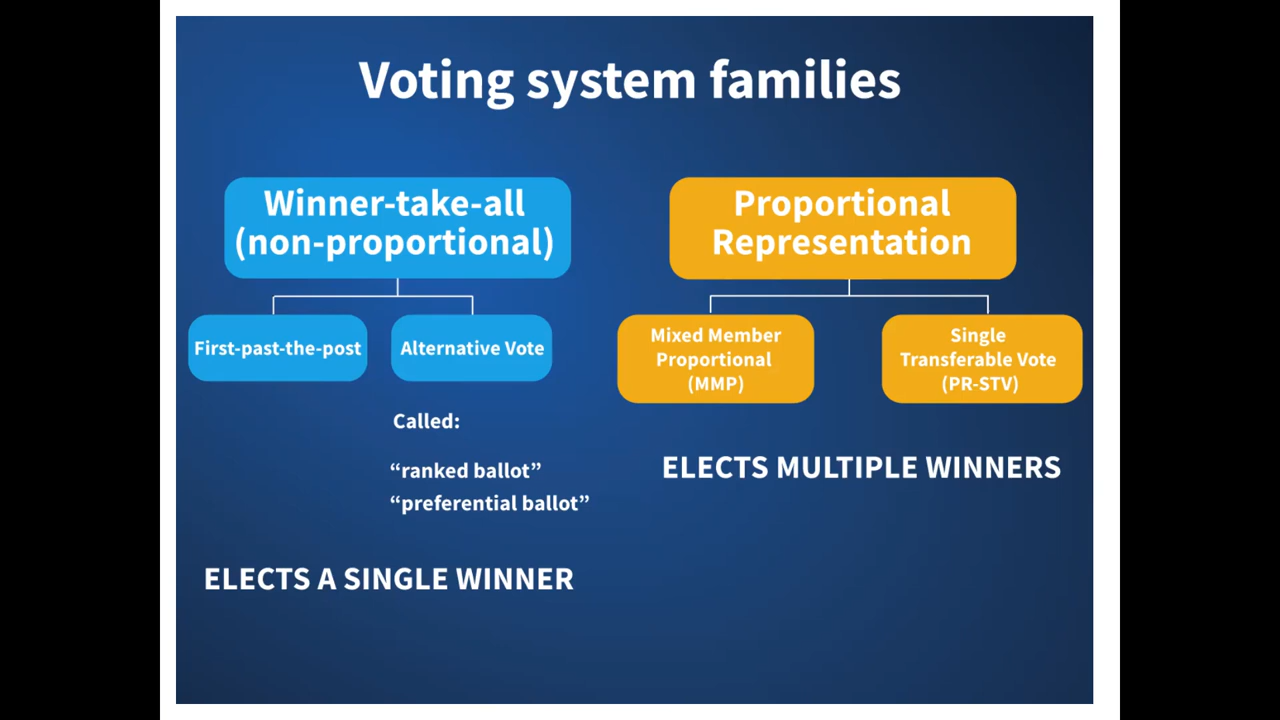 Voting system families
Winner-take-all
(non-proportional)
First-past-the-post
Alternative Vote
Called:
“ranked ballot”
“preferential ballot”
ELECTS A SINGLE WINNER
Proportional
Representation
Mixed Member
Proportional
(MMP)
Single
Transferable Vote
(PR-STV)
ELECTS MULTIPLE WINNERS